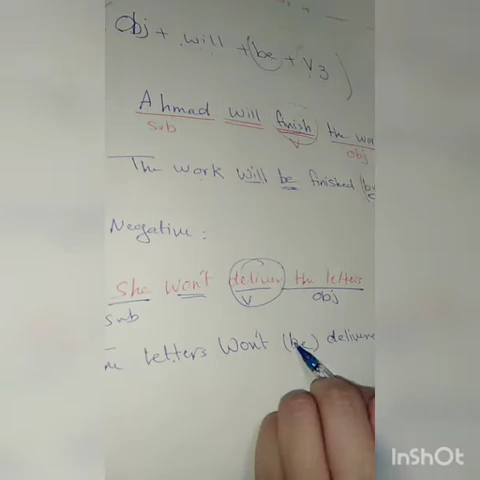 Obj + will + (be + V3)
Ahmad will finish the wo
sub V obj
The work will be finished (by
Negative:
She won't deliver the letters
sub V obj
letters won't (be) delivere
InShOt